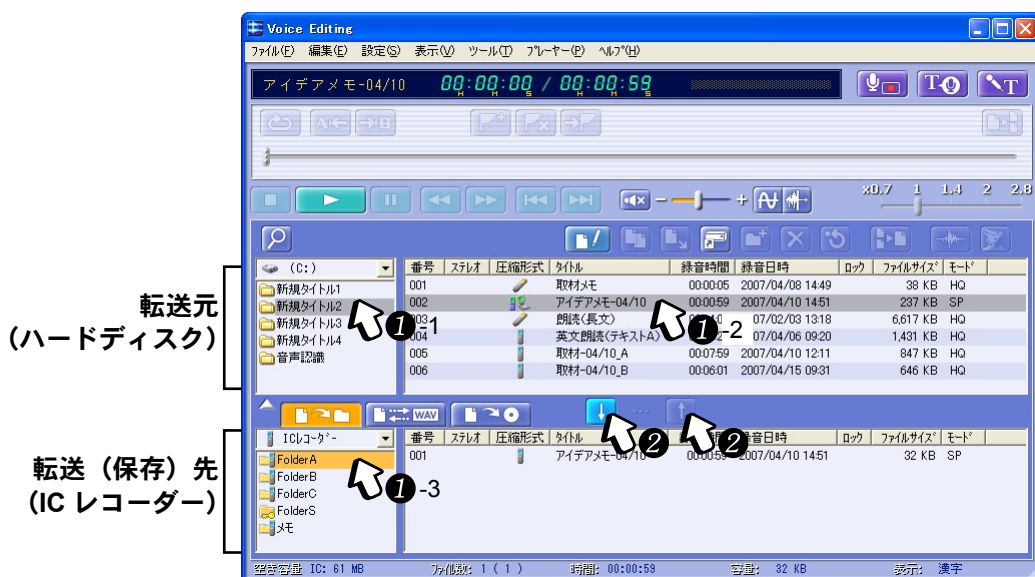 Voice Editing
ファイル(F) 編集(E) 設定(S) 表示(V) ツール(T) プレーヤー(P) ヘルプ(H)
アイデアメモ-04/10 00:00:00 / 00:00:59
H M S H M S
T T
A B
x0.7 1 1.4 2 2.8
転送元
(ハードディスク)
(C:)
新規タイトル1
新規タイトル2
新規タイトル3
新規タイトル4
音声認識
❶-1
番号 ステレオ 圧縮形式 タイトル 録音時間 録音日時 ロック ファイルサイズ モード
001 取材メモ 00:00:05 2007/04/08 14:49 38 KB HQ
002 アイデアメモ-04/10 00:00:59 2007/04/10 14:51 237 KB SP
003 朗読(長文) 07/02/03 13:18 6,617 KB HQ
004 英文朗読(テキストA) 07/04/06 09:20 1,431 KB HQ
005 取材-04/10_A 00:07:59 2007/04/10 12:11 847 KB HQ
006 取材-04/10_B 00:06:01 2007/04/15 09:31 646 KB HQ
❶-2
WAV
❷ ❷
転送(保存)先
(IC レコーダー)
ICレコーダー
FolderA
FolderB
FolderC
FolderS
メモ
❶-3
番号 ステレオ 圧縮形式 タイトル 録音日時 ロック ファイルサイズ モード
001 アイデアメモ-04/10 00:00:59 2007/04/10 14:51 32 KB SP
空き容量 IC: 61 MB ファイル数: 1 ( 1 ) 時間: 00:00:59 容量: 32 KB 表示: 漢字